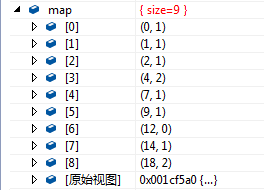 map { size=9 }
[0] (0, 1)
[1] (1, 1)
[2] (2, 1)
[3] (4, 2)
[4] (7, 1)
[5] (9, 1)
[6] (12, 0)
[7] (14, 1)
[8] (18, 2)
[原始视图] 0x001cf5a0 {...}